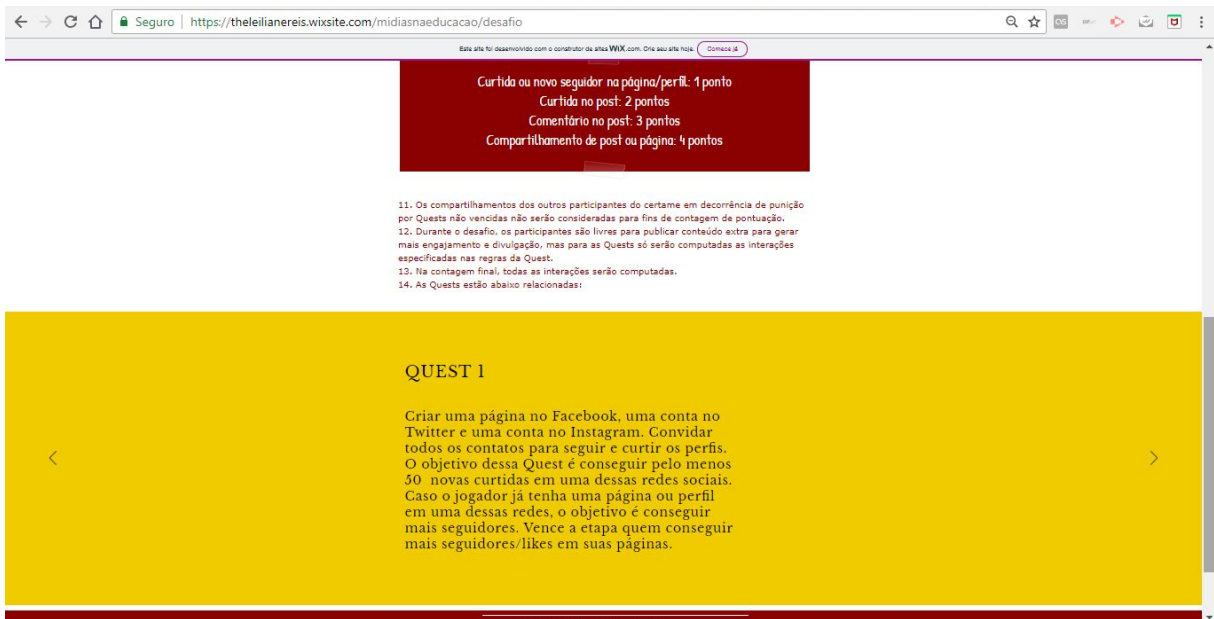 Seguro | https://theleilianereis.wixsite.com/midiasnaeducacao/desafio
Este site foi desenvolvido com o construtor de sites WiX.com. Crie seu site hoje. Comece já
Curtida ou novo seguidor na página/perfil: 1 ponto
Curtida no post: 2 pontos
Comentário no post: 3 pontos
Compartilhamento de post ou página: 4 pontos
11. Os compartilhamentos dos outros participantes do certame em decorrência de punição
por Quests não vencidas não serão consideradas para fins de contagem de pontuação.
12. Durante o desafio, os participantes são livres para publicar conteúdo extra para gerar
mais engajamento e divulgação, mas para as Quests só serão computadas as interações
especificadas nas regras da Quest.
13. Na contagem final, todas as interações serão computadas.
14. As Quests estão abaixo relacionadas:
QUEST 1
Criar uma página no Facebook, uma conta no
Twitter e uma conta no Instagram. Convidar
todos os contatos para seguir e curtir os perfis.
O objetivo dessa Quest é conseguir pelo menos
50 novas curtidas em uma dessas redes sociais.
Caso o jogador já tenha uma página ou perfil
em uma dessas redes, o objetivo é conseguir
mais seguidores. Vence a etapa quem conseguir
mais seguidores/likes em suas páginas.